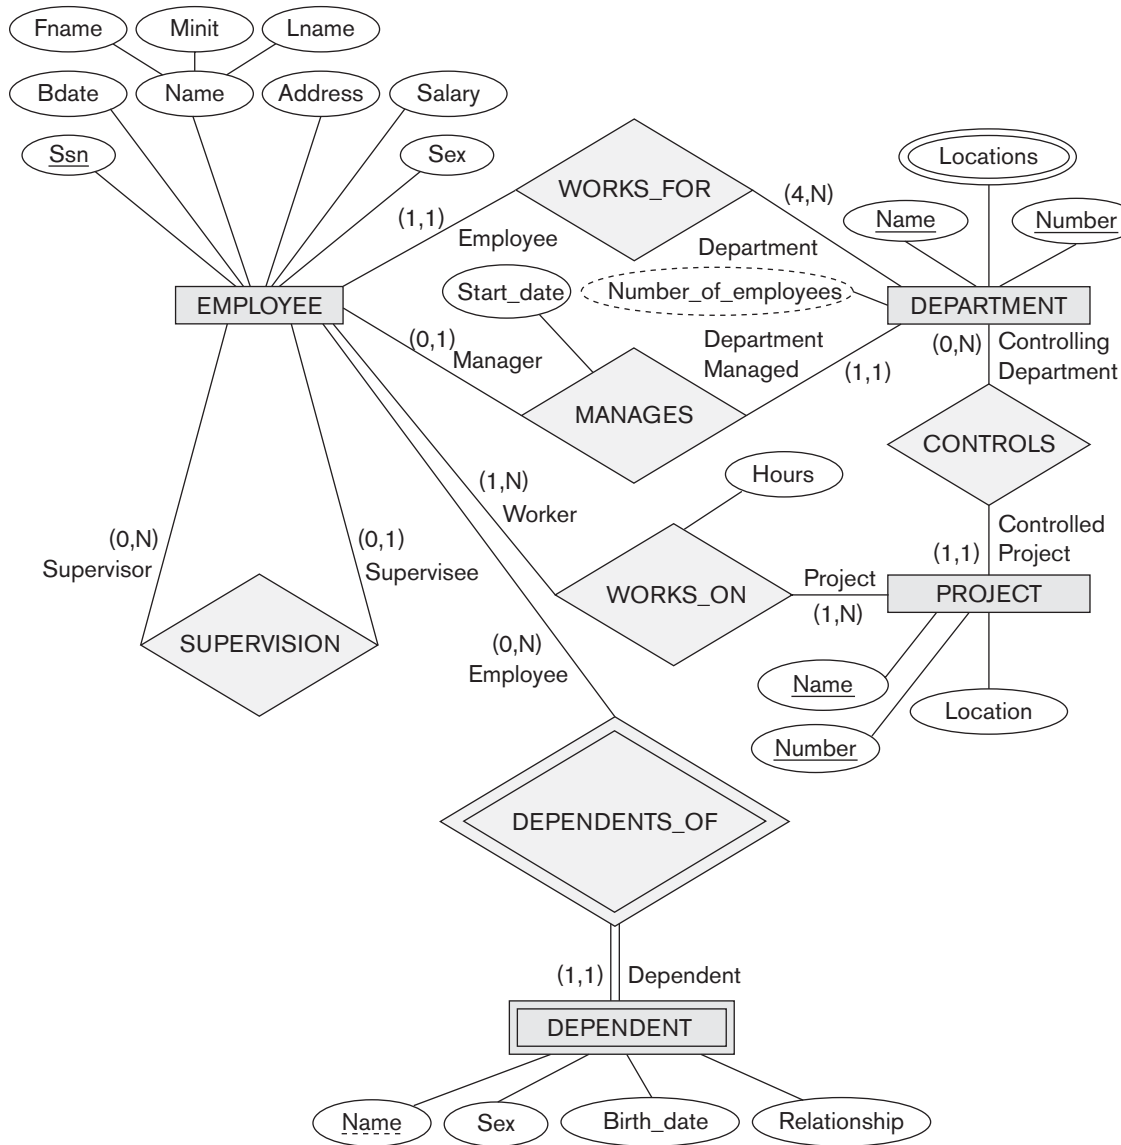 Fname
Minit
Lname
Bdate
Name
Address
Salary
Ssn
Sex
WORKS_FOR
Locations
Name
Number
(1,1)
Employee
(4,N)
Department
EMPLOYEE
Start_date
Number_of_employees
DEPARTMENT
(0,1)
Manager
Department
Managed
(1,1)
(0,N)
Controlling
Department
MANAGES
CONTROLS
Hours
(1,N)
Worker
(0,N)
Supervisor
(0,1)
Supervisee
Controlled
Project
(1,1)
WORKS_ON
Project
(1,N)
PROJECT
SUPERVISION
(0,N)
Employee
Name
Number
Location
DEPENDENTS_OF
(1,1)
Dependent
DEPENDENT
Name
Sex
Birth_date
Relationship